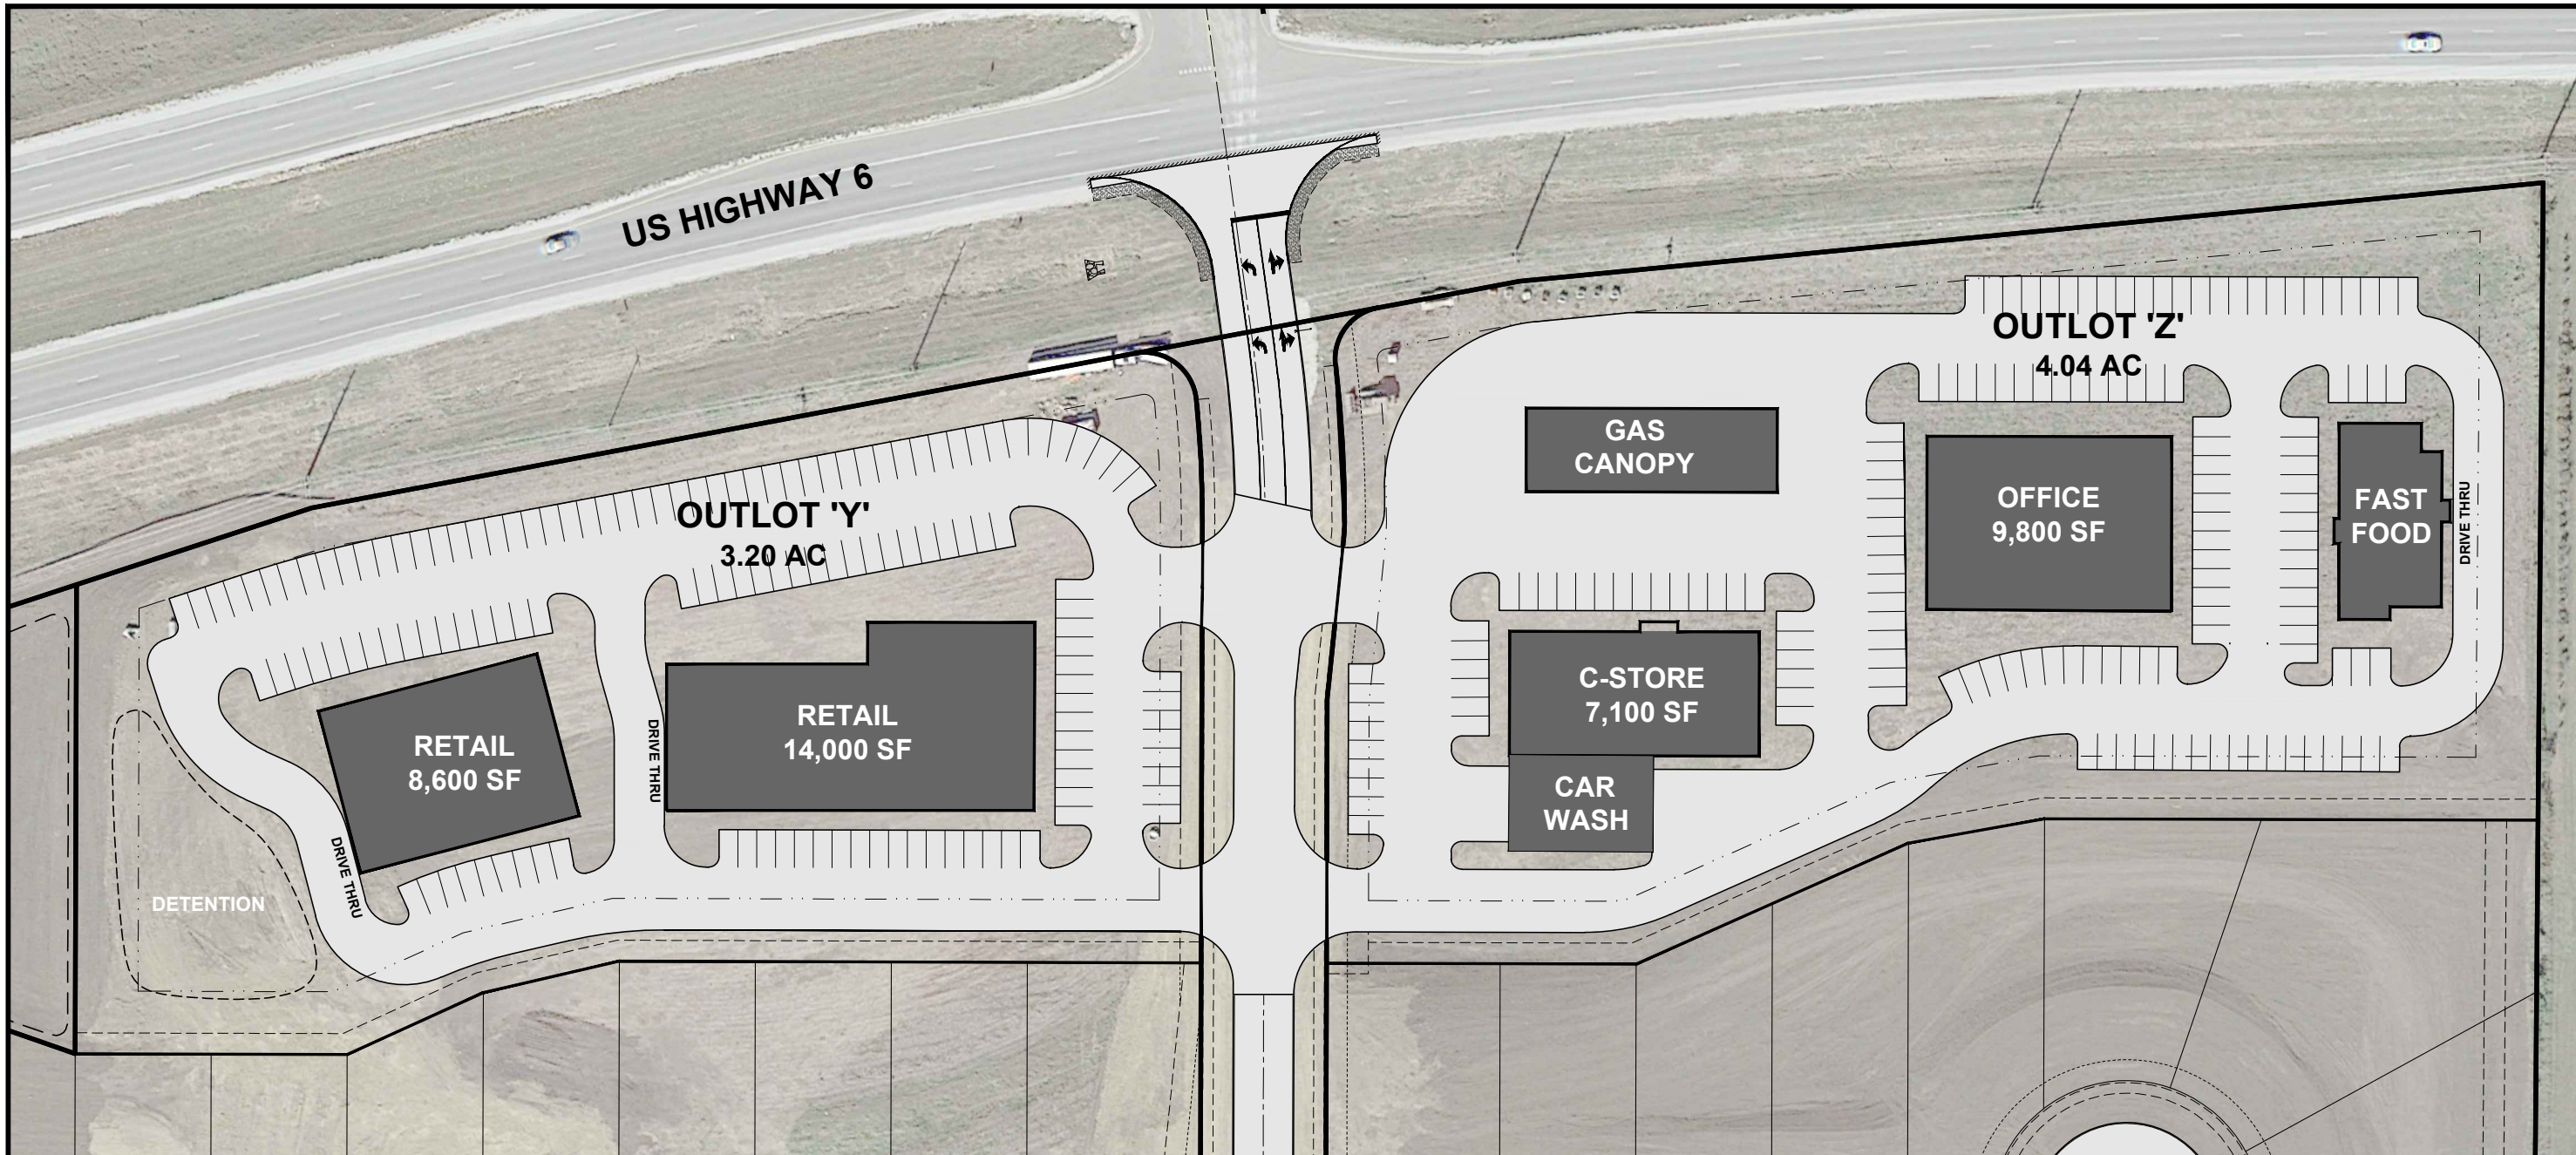 US HIGHWAY 6
OUTLOT 'Z'
4.04 AC
GAS
CANOPY
OFFICE
9,800 SF
FAST
FOOD
DRIVE THRU
OUTLOT 'Y'
3.20 AC
C-STORE
7,100 SF
RETAIL
14,000 SF
DRIVE THRU
RETAIL
8,600 SF
CAR
WASH
DRIVE THRU
DETENTION